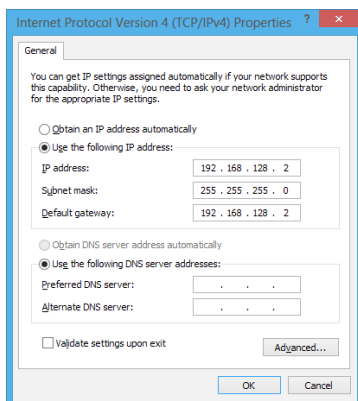 Internet Protocol Version 4 (TCP/IPv4) Properties ? ×
General
You can get IP settings assigned automatically if your network supports
this capability. Otherwise, you need to ask your network administrator
for the appropriate IP settings.
Obtain an IP address automatically
Use the following IP address:
IP address: 192 . 168 . 128 . 2
Subnet mask: 255 . 255 . 255 . 0
Default gateway: 192 . 168 . 128 . 2
Obtain DNS server address automatically
Use the following DNS server addresses:
Preferred DNS server: . . .
Alternate DNS server: . . .
Validate settings upon exit
Advanced...
OK Cancel